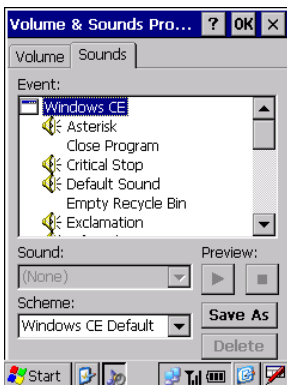 Volume & Sounds Pro... ? OK ×
Volume Sounds
Event:
Windows CE
Asterisk
Close Program
Critical Stop
Default Sound
Empty Recycle Bin
Exclamation
Sound: Preview:
(None)
Scheme:
Windows CE Default Save As
Delete
Start